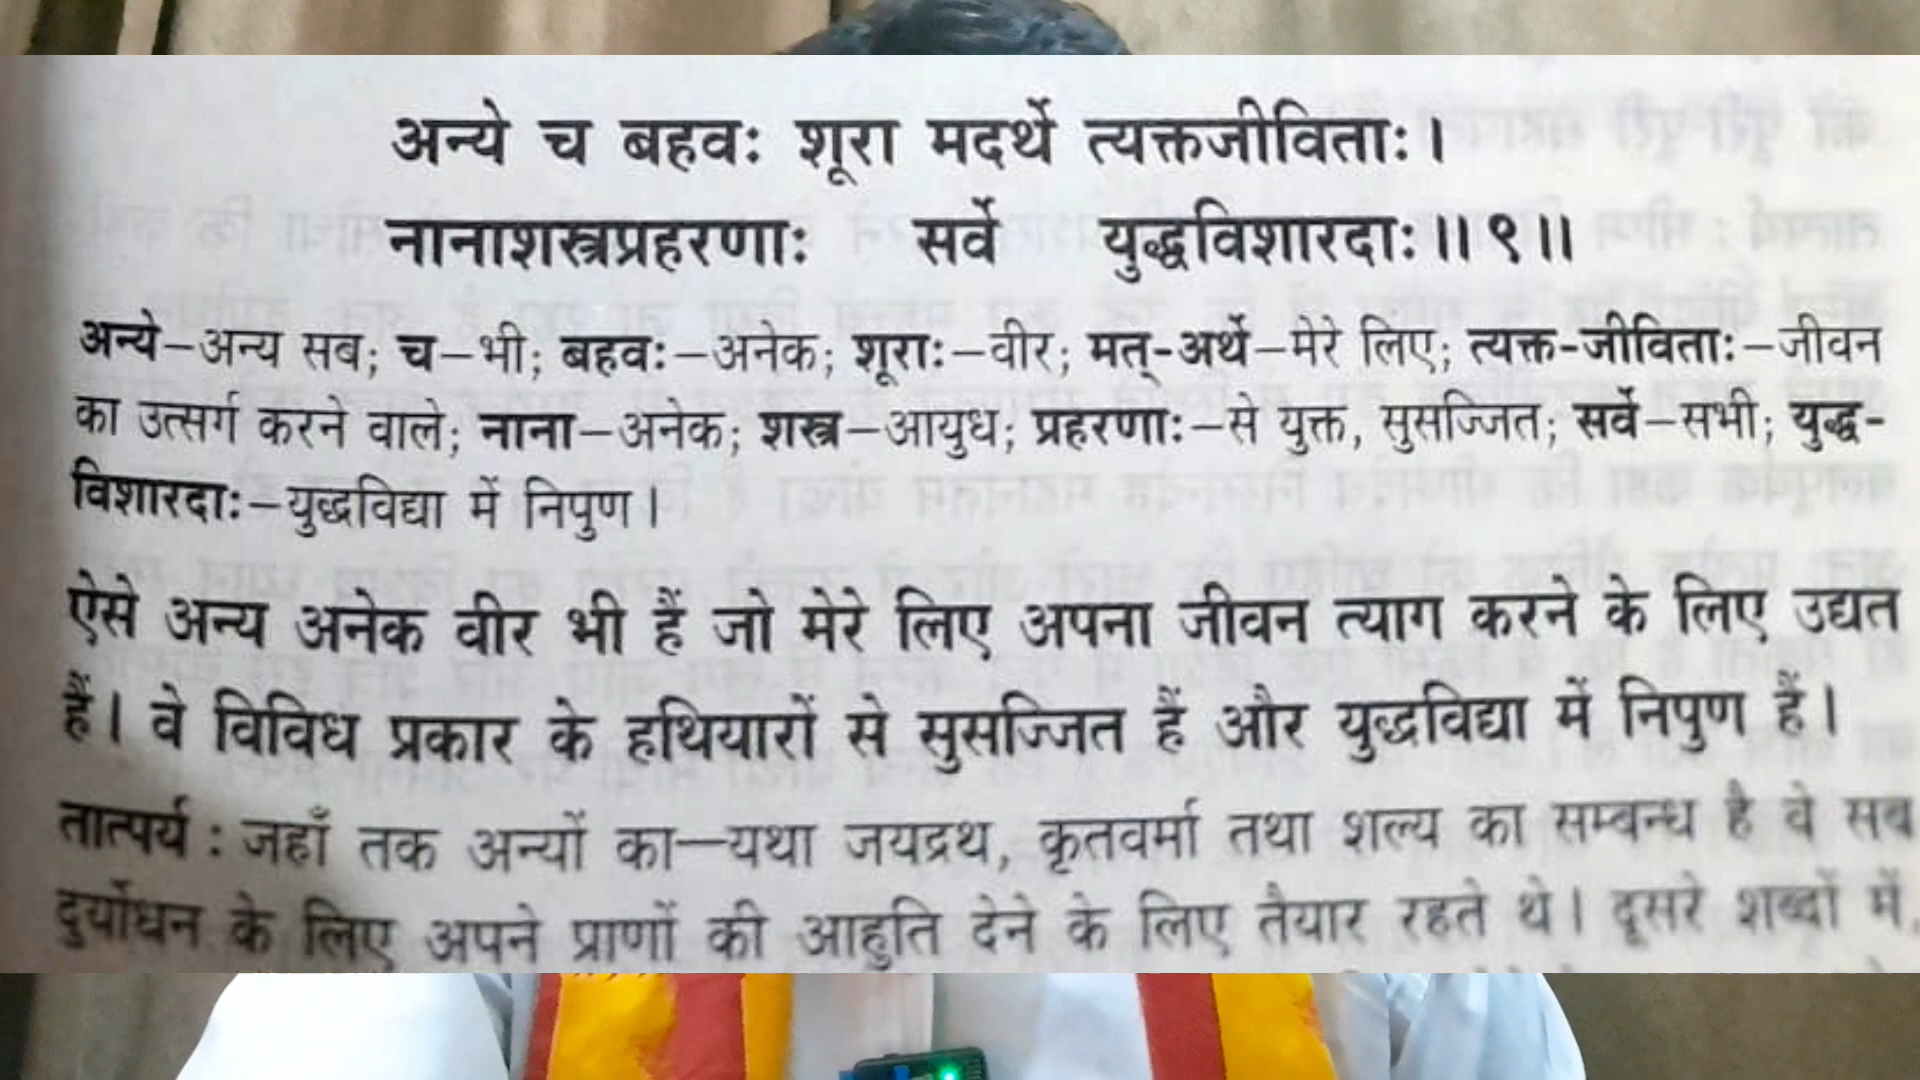 अन्ये च बहवः शूरा मदर्थे त्यक्तजीविताः।
नानाशस्त्रप्रहरणाः सर्वे युद्धविशारदाः॥९॥
अन्ये—अन्य सब; च—भी; बहवः—अनेक; शूराः—वीर; मत्-अर्थे—मेरे लिए; त्यक्त-जीविताः—जीवन
का उत्सर्ग करने वाले; नाना—अनेक; शस्त्र—आयुध; प्रहरणाः—से युक्त, सुसज्जित; सर्वे—सभी; युद्ध-
विशारदाः—युद्धविद्या में निपुण।
ऐसे अन्य अनेक वीर भी हैं जो मेरे लिए अपना जीवन त्याग करने के लिए उद्यत
हैं। वे विविध प्रकार के हथियारों से सुसज्जित हैं और युद्धविद्या में निपुण हैं।
तात्पर्य : जहाँ तक अन्यों का—यथा जयद्रथ, कृतवर्मा तथा शल्य का सम्बन्ध है वे सब
दुर्योधन के लिए अपने प्राणों की आहुति देने के लिए तैयार रहते थे। दूसरे शब्दों में,